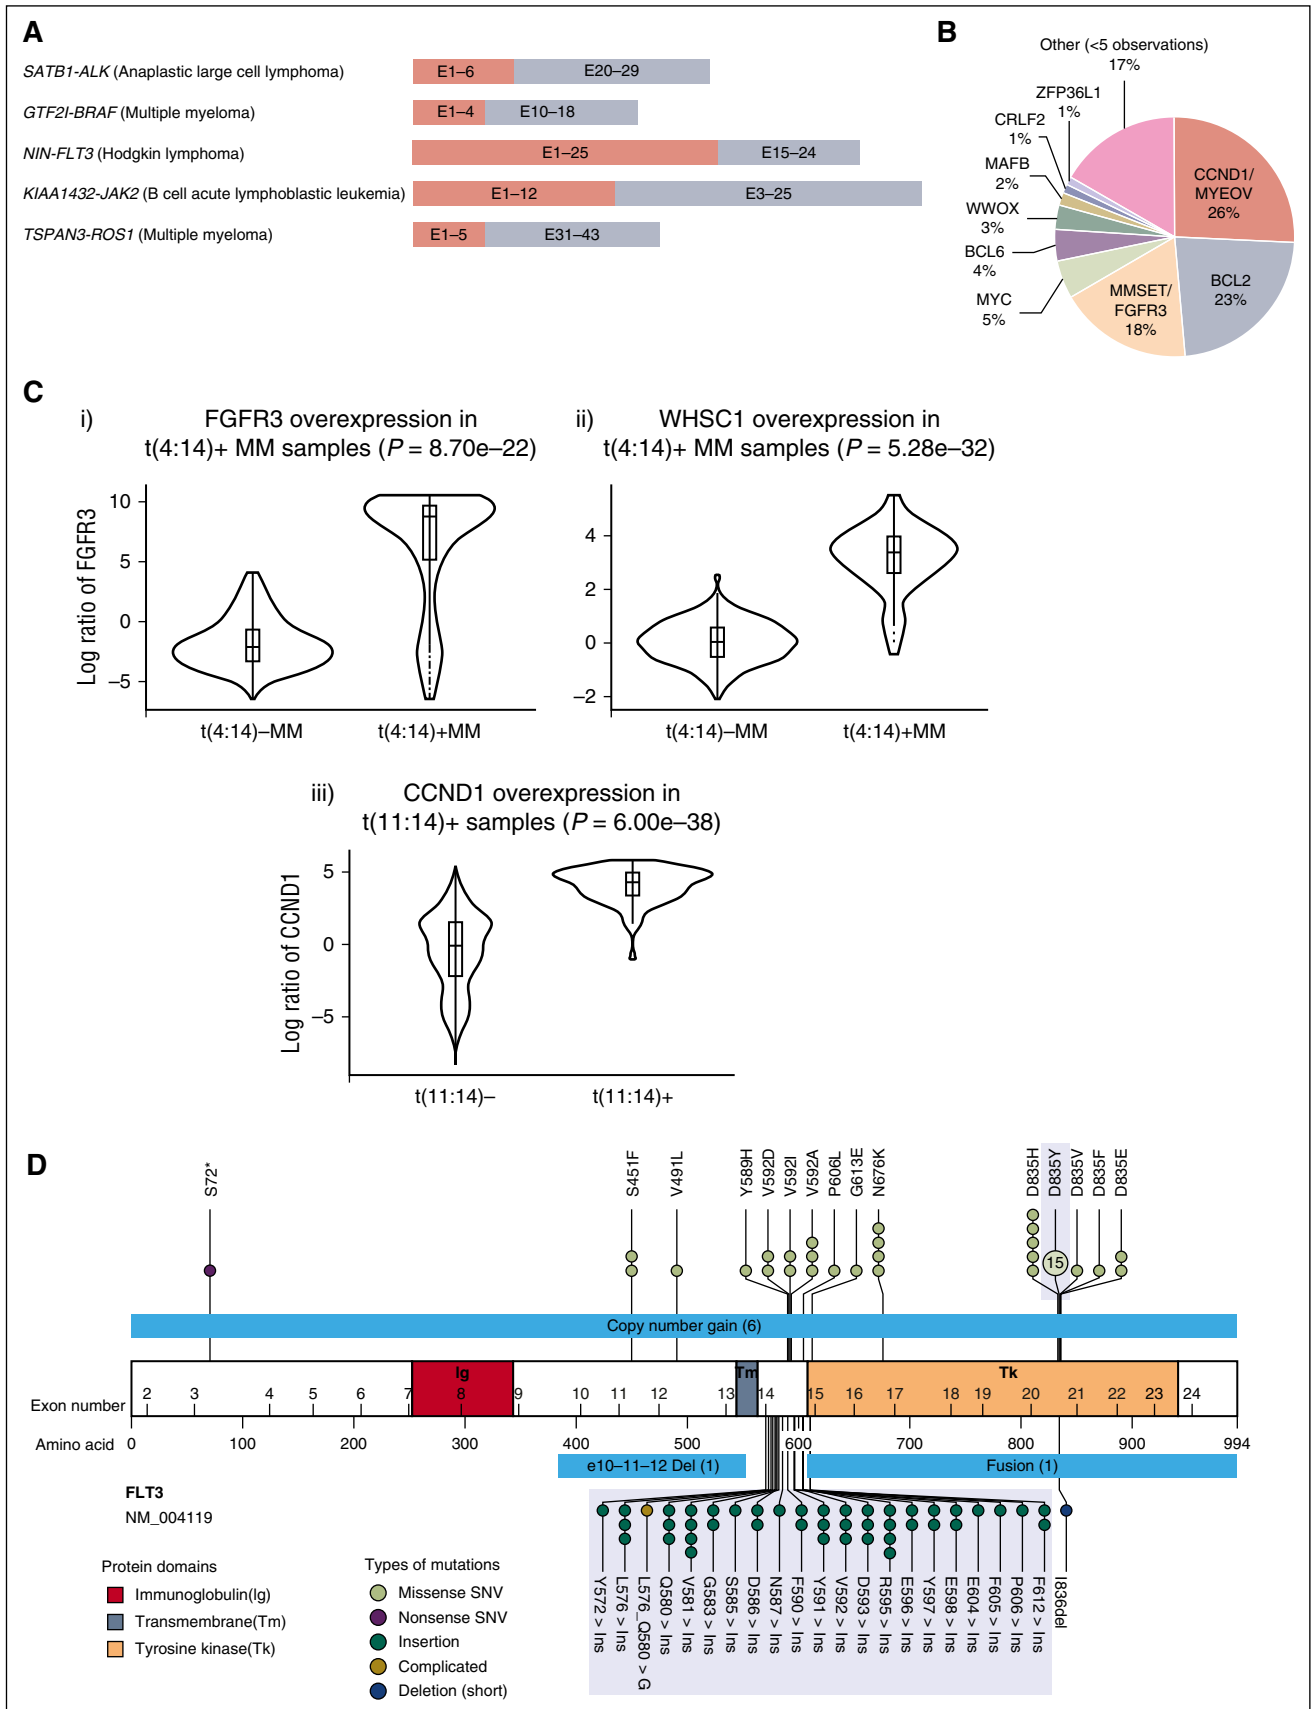 A
SATB1-ALK (Anaplastic large cell lymphoma)
E1–6
E20–29
GTF2I-BRAF (Multiple myeloma)
E1–4
E10–18
NIN-FLT3 (Hodgkin lymphoma)
E1–25
E15–24
KIAA1432-JAK2 (B cell acute lymphoblastic leukemia)
E1–12
E3–25
TSPAN3-ROS1 (Multiple myeloma)
E1–5
E31–43
B
Other (<5 observations)
17%
ZFP36L1
1%
CRLF2
1%
MAFB
2%
WWOX
3%
BCL6
4%
MYC
5%
MMSET/
FGFR3
18%
BCL2
23%
CCND1/
MYEOV
26%
C
i)
FGFR3 overexpression in
t(4:14)+ MM samples (P = 8.70e–22)
Log ratio of FGFR3
10
5
0
–5
t(4:14)–MM
t(4:14)+MM
ii)
WHSC1 overexpression in
t(4:14)+ MM samples (P = 5.28e–32)
4
2
0
–2
t(4:14)–MM
t(4:14)+MM
iii)
CCND1 overexpression in
t(11:14)+ samples (P = 6.00e–38)
Log ratio of CCND1
5
0
–5
t(11:14)–
t(11:14)+
D
S72*
S451F
V491L
Y589H
V592D
V592I
V592A
P606L
G613E
N676K
D835H
D835Y
D835V
D835F
D835E
15
Copy number gain (6)
Ig
Tm
Tk
Exon number
2 3 4 5 6 7 8 9 10 11 12 13 14 15 16 17 18 19 20 21 22 23 24
Amino acid
0 100 200 300 400 500 600 700 800 900 994
e10–11–12 Del (1)
Fusion (1)
FLT3
NM_004119
Y572 > Ins
L576 > Ins
L576_Q580 > G
Q580 > Ins
V581 > Ins
G583 > Ins
S585 > Ins
D586 > Ins
N587 > Ins
F590 > Ins
Y591 > Ins
V592 > Ins
D593 > Ins
R595 > Ins
E596 > Ins
Y597 > Ins
E598 > Ins
E604 > Ins
F605 > Ins
P606 > Ins
F612 > Ins
I836del
Protein domains
Immunoglobulin(Ig)
Transmembrane(Tm)
Tyrosine kinase(Tk)
Types of mutations
Missense SNV
Nonsense SNV
Insertion
Complicated
Deletion (short)